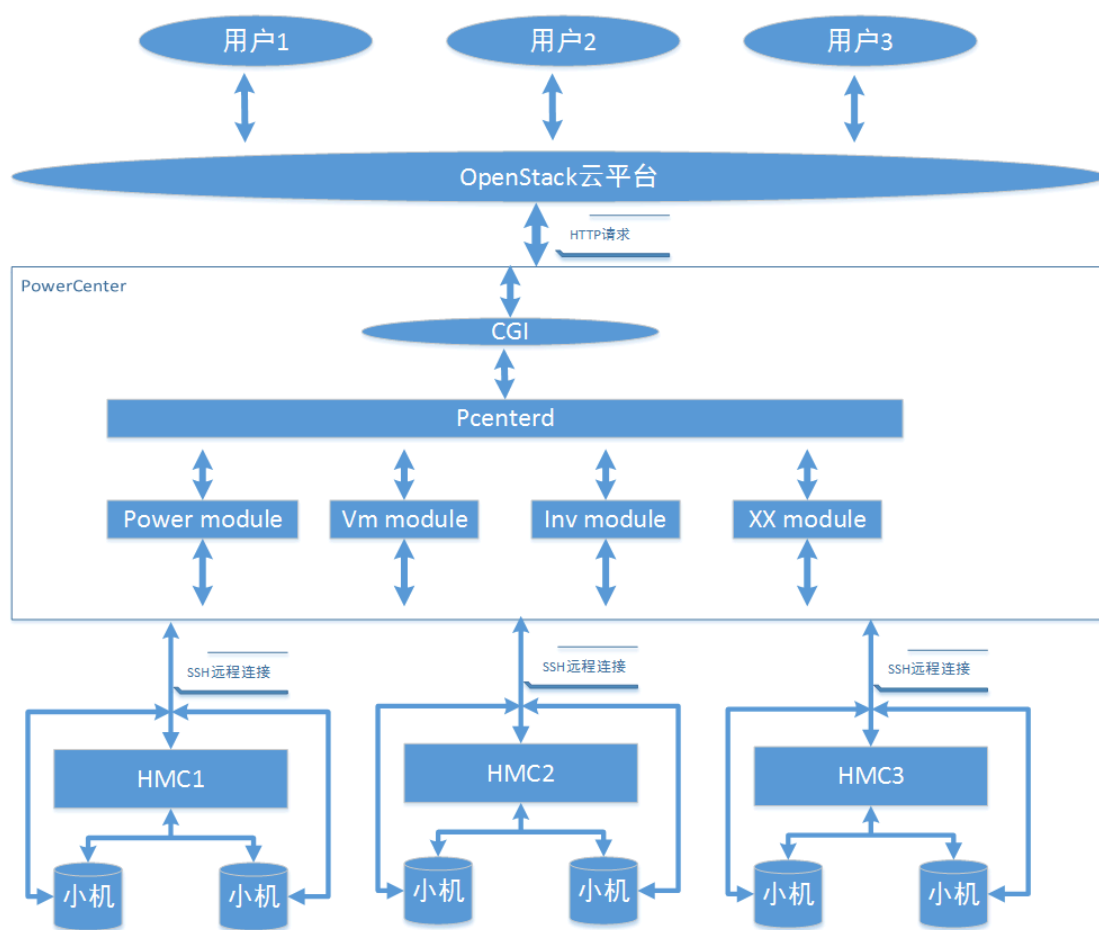 用户1
用户2
用户3
OpenStack云平台
HTTP请求
PowerCenter
CGI
Pcenterd
Power module
Vm module
Inv module
XX module
SSH远程连接
SSH远程连接
SSH远程连接
HMC1
HMC2
HMC3
小机
小机
小机
小机
小机
小机